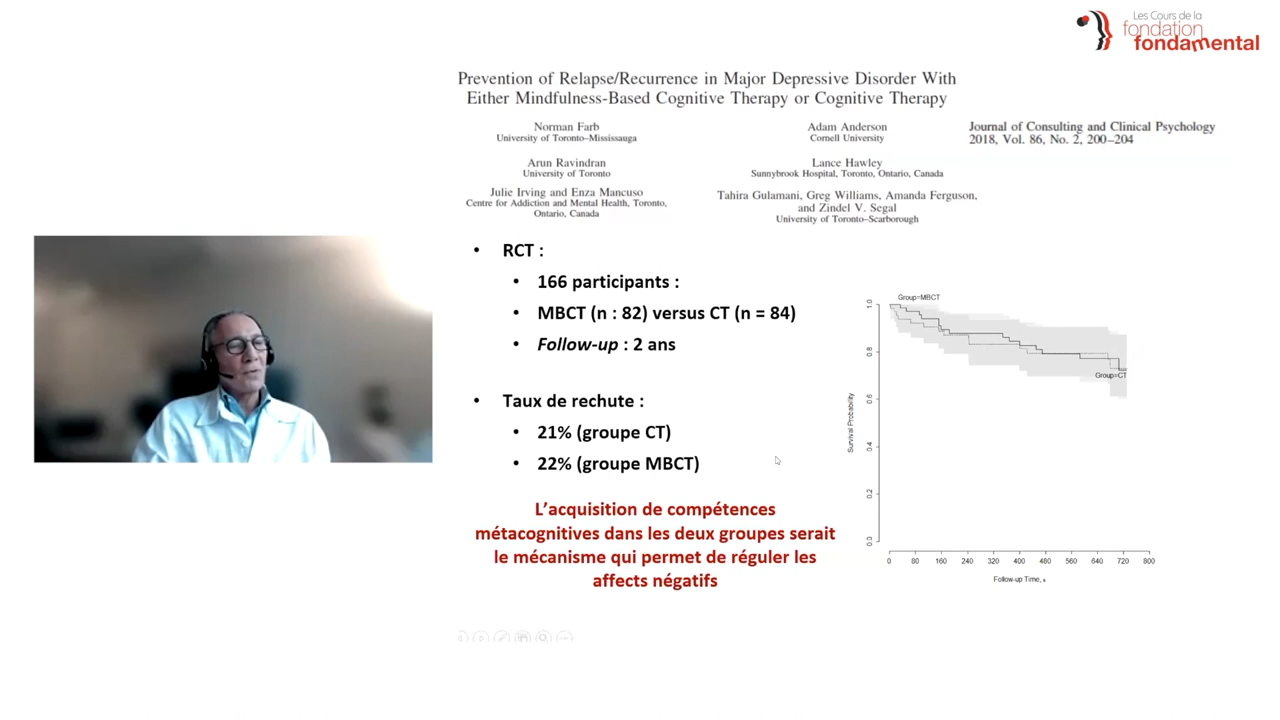 Les Cours de la
fondation
fondamental
Prevention of Relapse/Recurrence in Major Depressive Disorder With
Either Mindfulness-Based Cognitive Therapy or Cognitive Therapy
Norman Farb
University of Toronto-Mississauga
Adam Anderson
Cornell University
Journal of Consulting and Clinical Psychology
2018, Vol. 86, No. 2, 200–204
Arun Ravindran
University of Toronto
Lance Hawley
Sunnybrook Hospital, Toronto, Ontario, Canada
Julie Irving and Enza Mancuso
Centre for Addiction and Mental Health, Toronto,
Ontario, Canada
Tahira Gulamani, Greg Williams, Amanda Ferguson,
and Zindel V. Segal
University of Toronto–Scarborough
• RCT :
• 166 participants :
• MBCT (n : 82) versus CT (n = 84)
• Follow-up : 2 ans
• Taux de rechute :
• 21% (groupe CT)
• 22% (groupe MBCT)
L’acquisition de compétences
métacognitives dans les deux groupes serait
le mécanisme qui permet de réguler les
affects négatifs
Group=MBCT
Group=CT
Survival Probability
1.0
0.8
0.6
0.4
0.2
0.0
0 80 160 240 320 400 480 560 640 720 800
Follow-up Time,